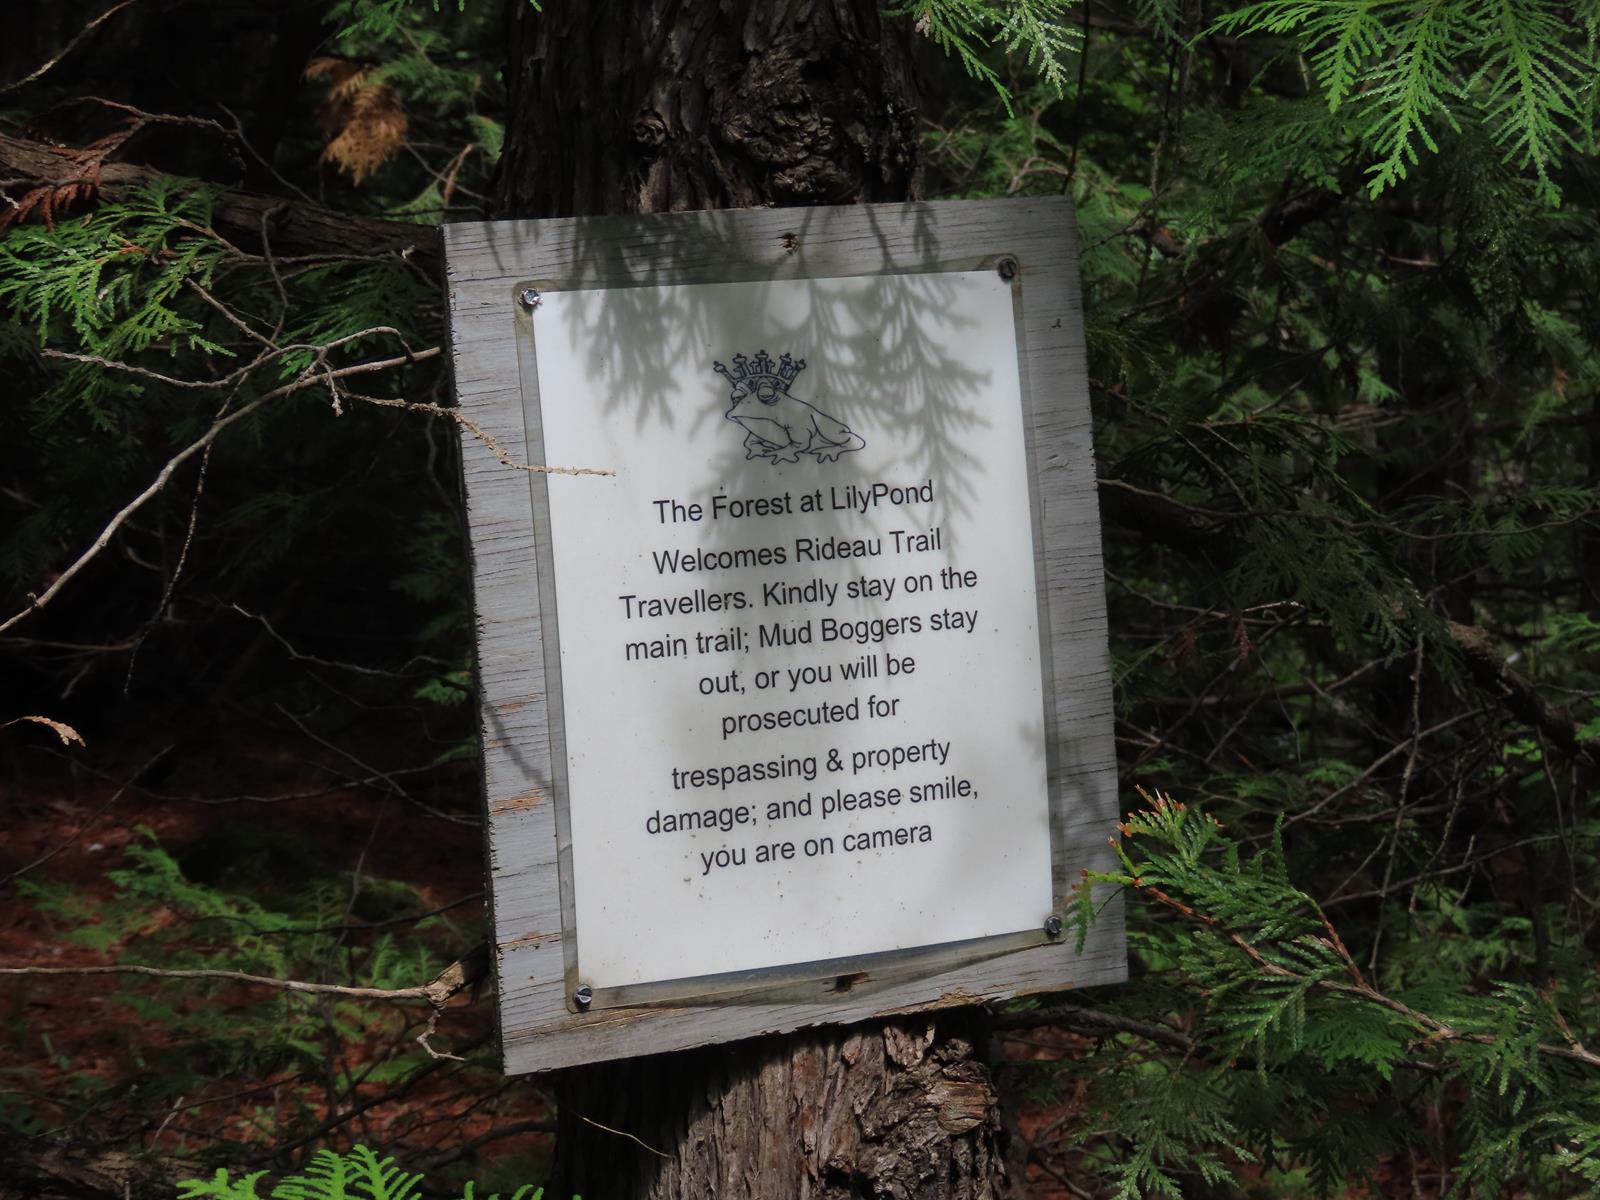 The Forest at LilyPond
Welcomes Rideau Trail
Travellers. Kindly stay on the
main trail; Mud Boggers stay
out, or you will be
prosecuted for
trespassing & property
damage; and please smile,
you are on camera